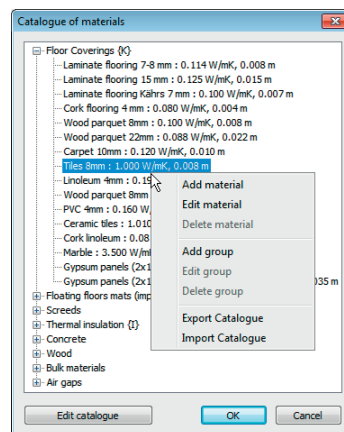 Catalogue of materials
Floor Coverings {K}
Laminate flooring 7-8 mm : 0.114 W/mK, 0.008 m
Laminate flooring 15 mm : 0.125 W/mK, 0.015 m
Laminate flooring Kährs 7 mm : 0.100 W/mK, 0.007 m
Cork flooring 4 mm : 0.080 W/mK, 0.004 m
Wood parquet 8mm : 0.100 W/mK, 0.008 m
Wood parquet 22mm : 0.088 W/mK, 0.022 m
Carpet 10mm : 0.120 W/mK, 0.010 m
Tiles 8mm : 1.000 W/mK, 0.008 m
Linoleum 4mm : 0.19
Wood parquet 8mm
PVC 4mm : 0.160 W
Ceramic tiles : 1.010
Cork linoleum : 0.08
Marble : 3.500 W/m
Gypsum panels (2x1
Gypsum panels (2x1 035 m
Add material
Edit material
Delete material
Add group
Edit group
Delete group
Export Catalogue
Import Catalogue
Floating floors mats (imp
Screeds
Thermal insulation {I}
Concrete
Wood
Bulk materials
Air gaps
Edit catalogue OK Cancel